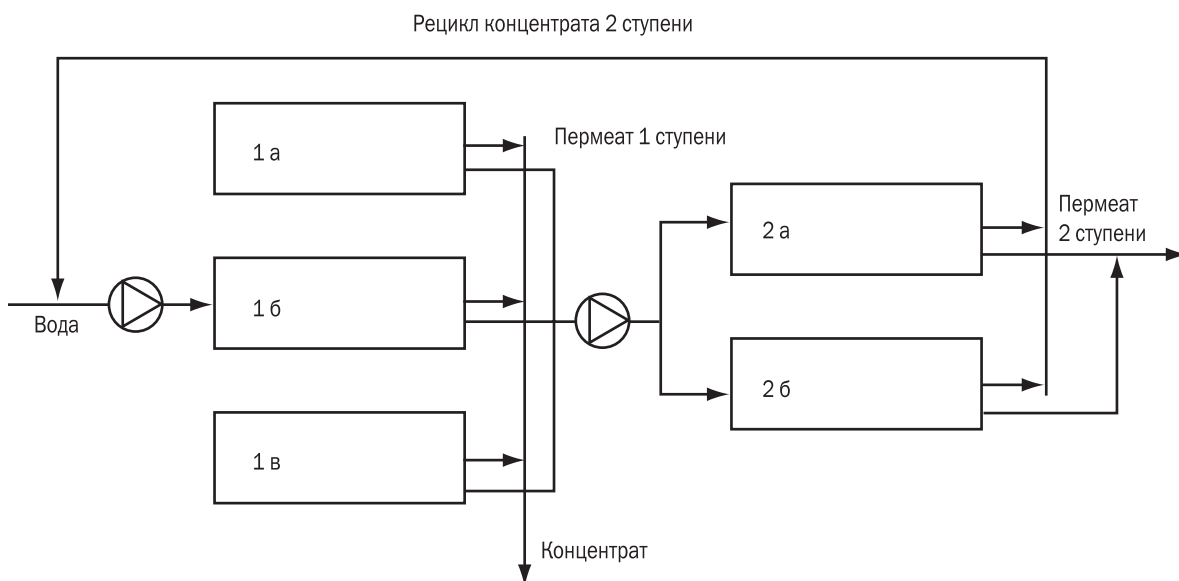 Рецикл концентрата 2 ступени
1 а
Пермеат 1 ступени
2 а
Пермеат
2 ступени
1 б
Вода
2 б
1 в
Концентрат